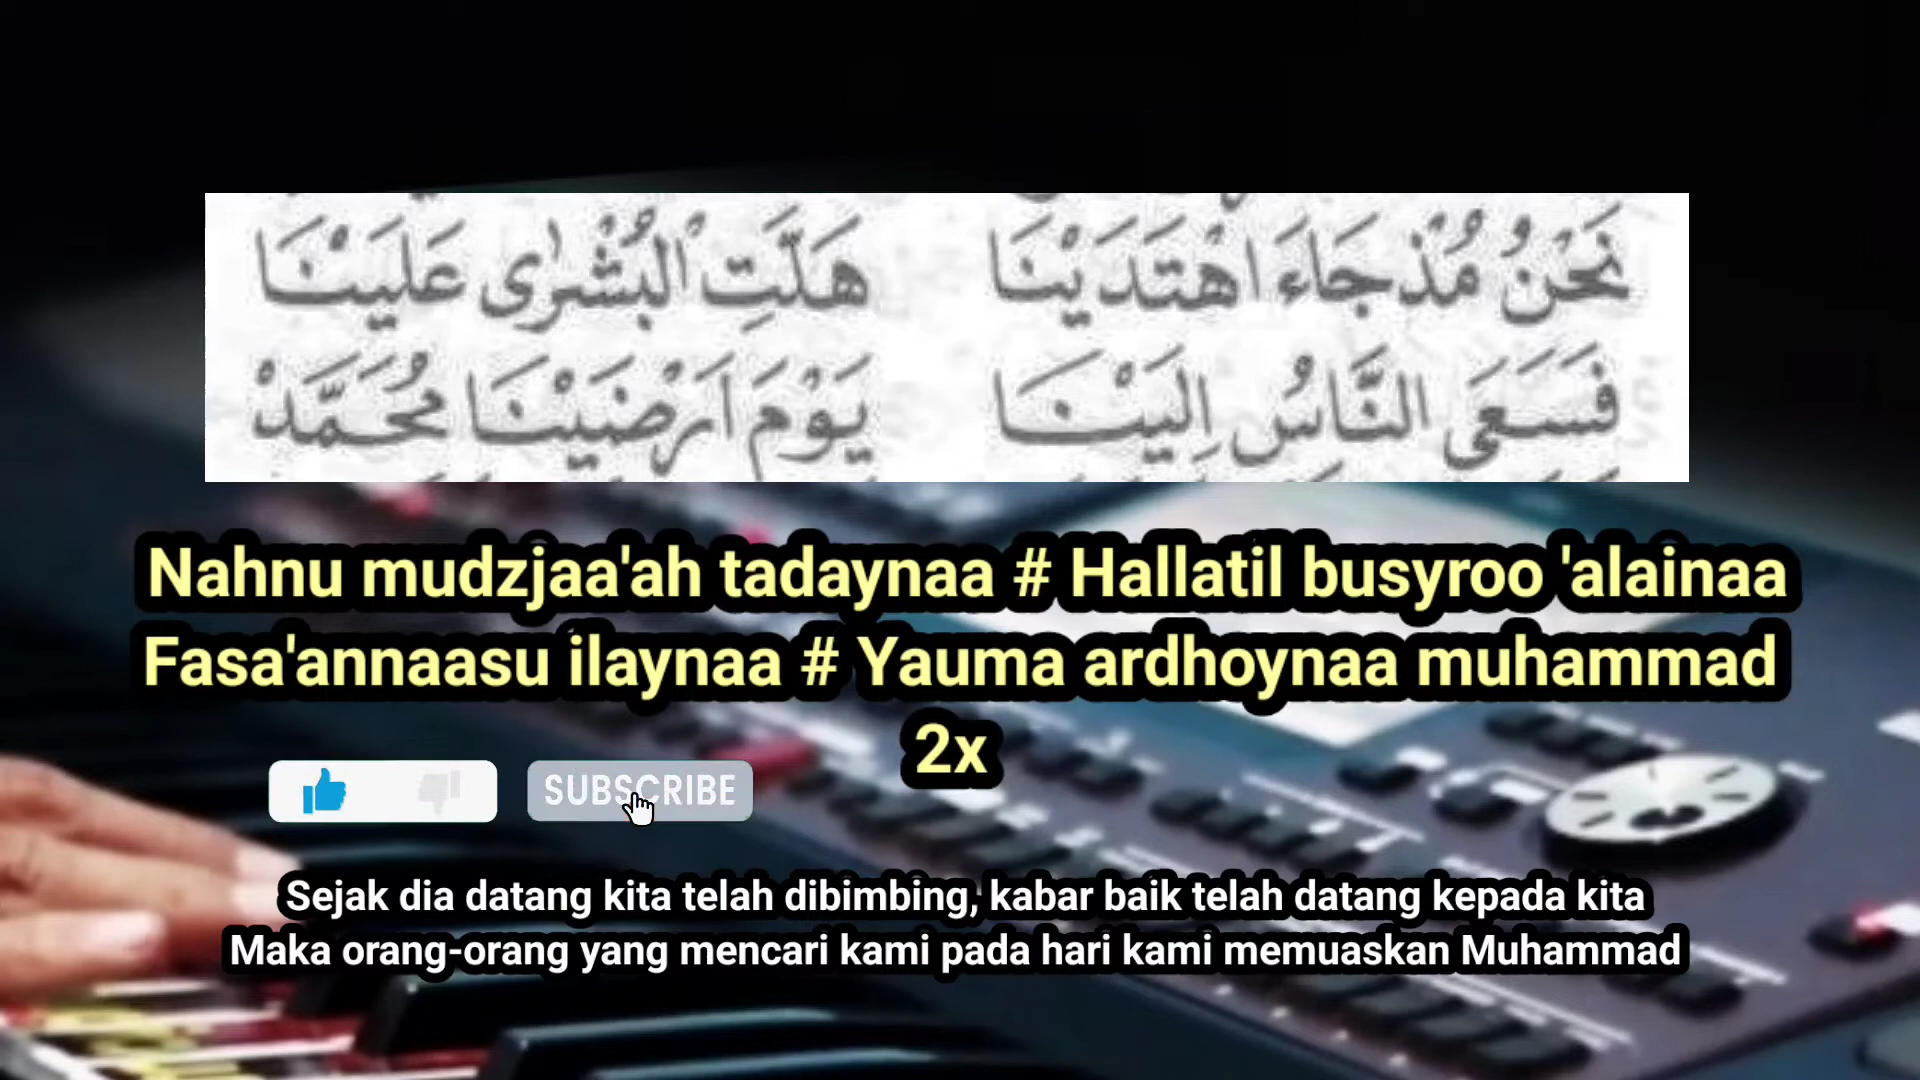 نَحْنُ مُذْ جَاءَ اهْتَدَيْنَا هَلَّتِ الْبُشْرٰى عَلَيْنَا
فَسَعَى النَّاسُ اِلَيْنَا يَوْمَ اَرْضَيْنَا مُحَمَّدْ
Nahnu mudzjaa'ah tadaynaa # Hallatil busyroo 'alainaa
Fasa'annaasu ilaynaa # Yauma ardhoynaa muhammad
2x
SUBSCRIBE
Sejak dia datang kita telah dibimbing, kabar baik telah datang kepada kita
Maka orang-orang yang mencari kami pada hari kami memuaskan Muhammad